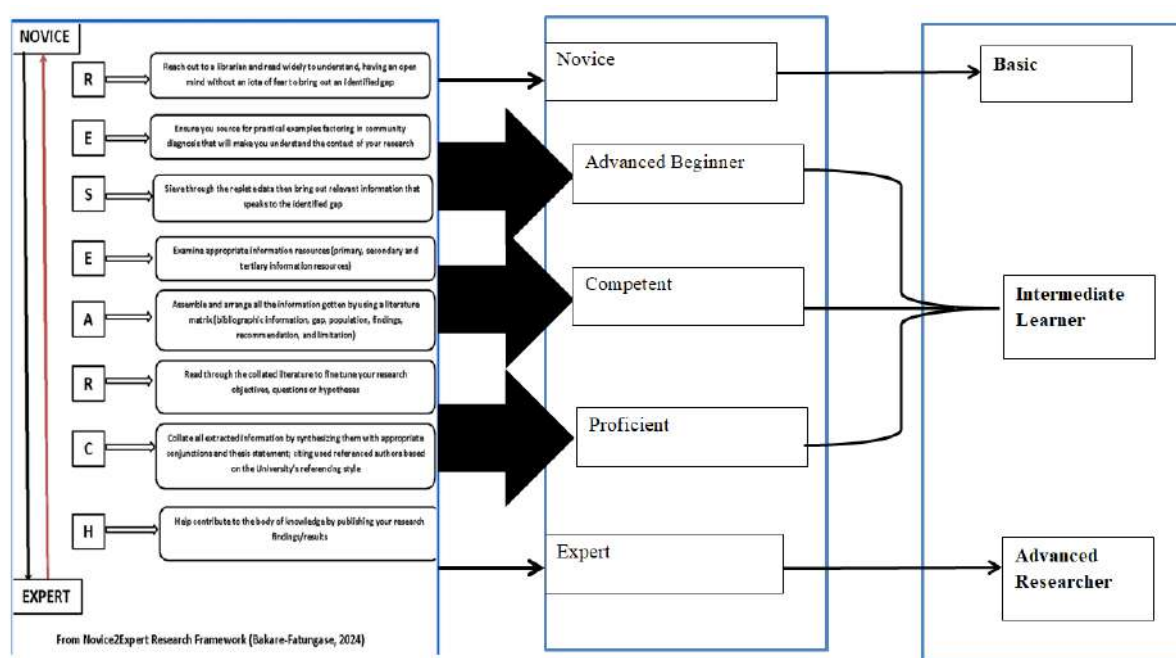 NOVICE
R
Reach out to a librarian and read widely to understand, having an open
mind without an iota of fear to bring out an identified gap
E
Ensure you source for practical examples factoring in community
diagnosis that will make you understand the context of your research
S
Sieve through the replete data then bring out relevant information that
speaks to the identified gap
E
Examine appropriate information resources (primary, secondary and
tertiary information resources)
A
Assemble and arrange all the information gotten by using a literature
matrix (bibliographic information, gap, population, findings,
recommendation, and limitation)
R
Read through the collated literature to fine tune your research
objectives, questions or hypotheses
C
Collate all extracted information by synthesizing them with appropriate
conjunctions and thesis statement; citing used referenced authors based
on the University's referencing style
H
Help contribute to the body of knowledge by publishing your research
findings/results
EXPERT
From Novice2Expert Research Framework (Bakare-Fatungase, 2024)
Novice
Advanced Beginner
Competent
Proficient
Expert
Basic
Intermediate
Learner
Advanced
Researcher